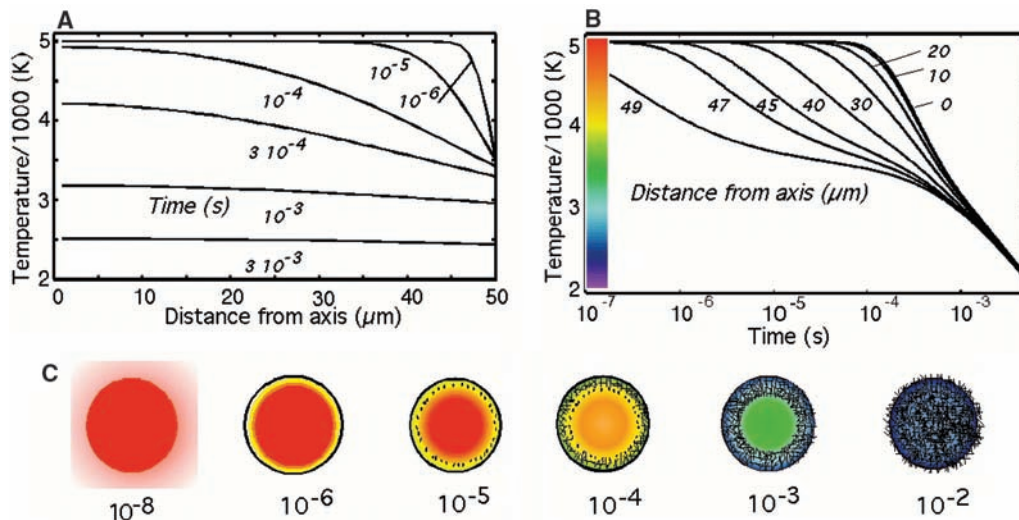 A
Temperature/1000 (K)
5
4
3
2
10⁻⁵
10⁻⁶
10⁻⁴
3 10⁻⁴
Time (s)
10⁻³
3 10⁻³
0 10 20 30 40 50
Distance from axis (µm)
B
Temperature/1000 (K)
5
4
3
2
20
10
0
49 47 45 40 30
Distance from axis (µm)
10⁻⁷ 10⁻⁶ 10⁻⁵ 10⁻⁴ 10⁻³
Time (s)
C
10⁻⁸ 10⁻⁶ 10⁻⁵ 10⁻⁴ 10⁻³ 10⁻²